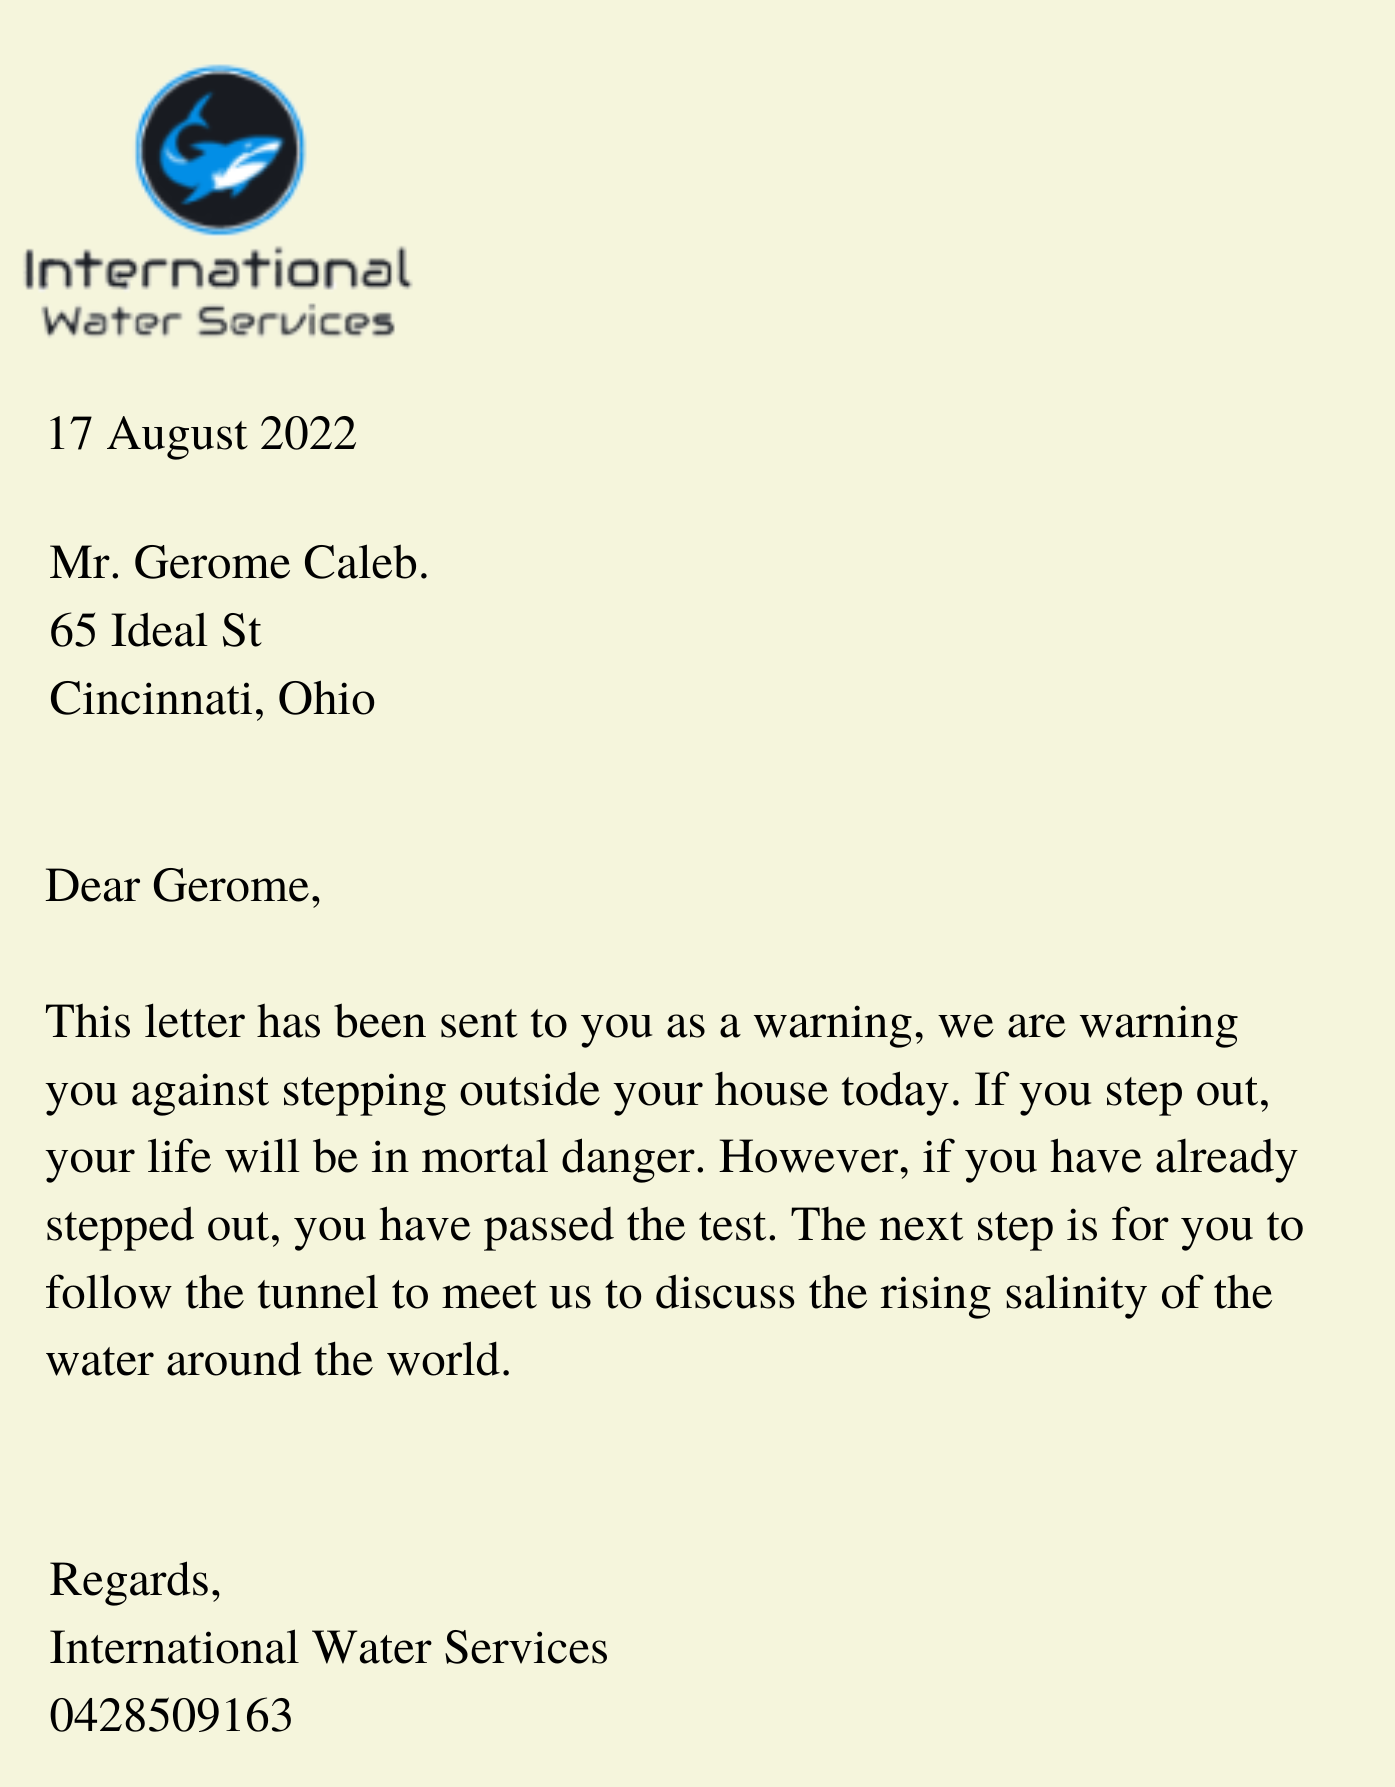 International
Water Services
17 August 2022
Mr. Gerome Caleb.
65 Ideal St
Cincinnati, Ohio
Dear Gerome,
This letter has been sent to you as a warning, we are warning
you against stepping outside your house today. If you step out,
your life will be in mortal danger. However, if you have already
stepped out, you have passed the test. The next step is for you to
follow the tunnel to meet us to discuss the rising salinity of the
water around the world.
Regards,
International Water Services
0428509163